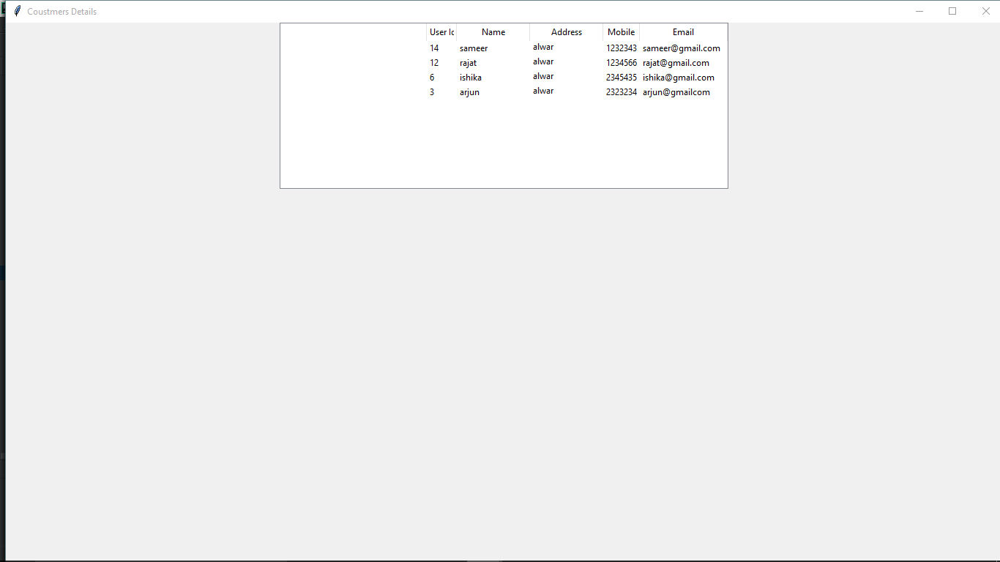 Coustmers Details
User Id Name Address Mobile Email
14 sameer alwar 1232343 sameer@gmail.com
12 rajat alwar 1234566 rajat@gmail.com
6 ishika alwar 2345435 ishika@gmail.com
3 arjun alwar 2323234 arjun@gmailcom